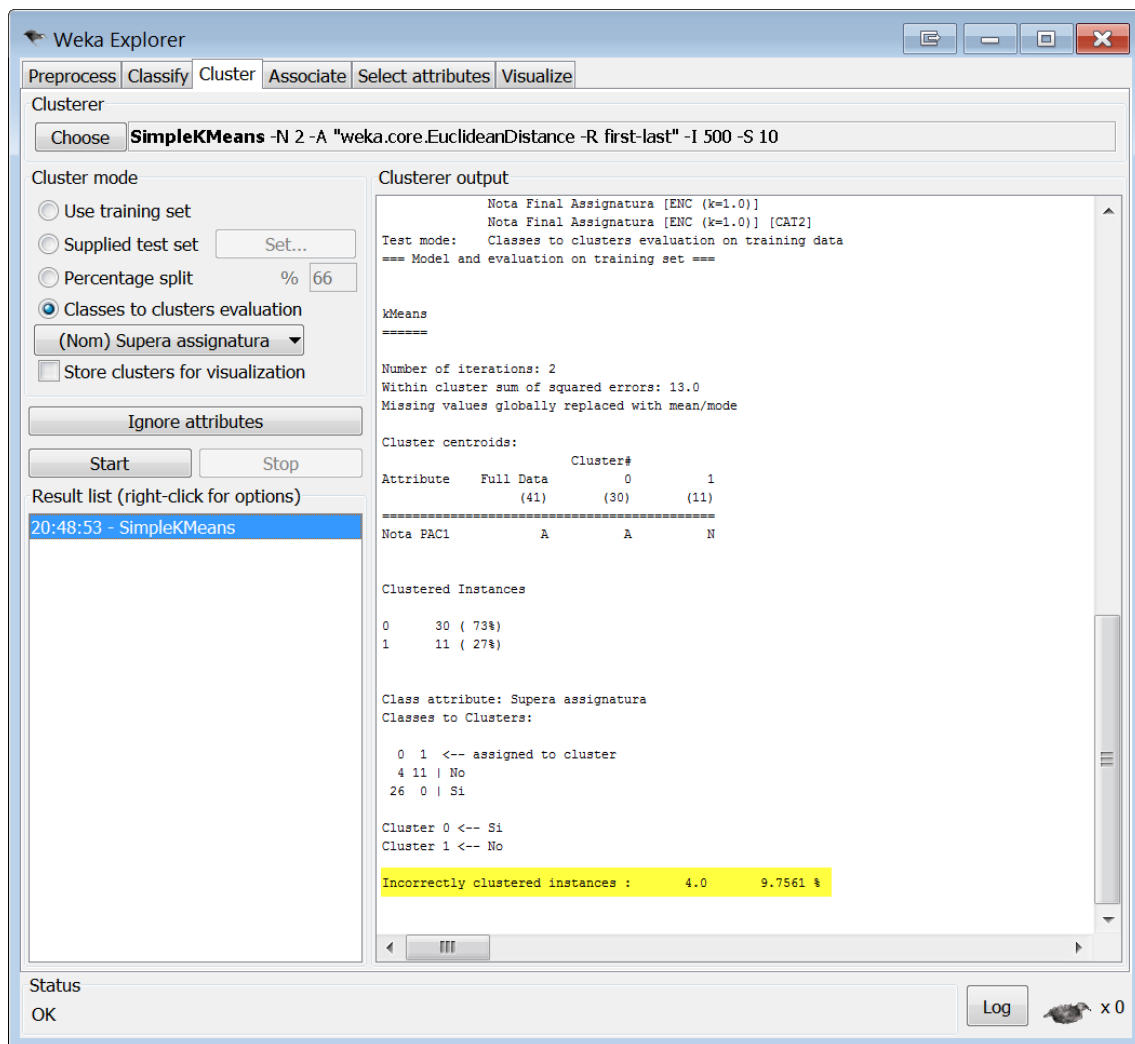 Weka Explorer
Preprocess Classify Cluster Associate Select attributes Visualize
Clusterer
Choose SimpleKMeans -N 2 -A "weka.core.EuclideanDistance -R first-last" -I 500 -S 10
Cluster mode
Use training set
Supplied test set Set...
Percentage split % 66
Classes to clusters evaluation
(Nom) Supera assignatura
Store clusters for visualization
Ignore attributes
Start Stop
Result list (right-click for options)
20:48:53 - SimpleKMeans
Clusterer output
Nota Final Assignatura [ENC (k=1.0)]
Nota Final Assignatura [ENC (k=1.0)] [CAT2]
Test mode: Classes to clusters evaluation on training data
=== Model and evaluation on training set ===
kMeans
======
Number of iterations: 2
Within cluster sum of squared errors: 13.0
Missing values globally replaced with mean/mode
Cluster centroids:
Cluster#
Attribute Full Data 0 1
(41) (30) (11)
============================================
Nota PAC1 A A N
Clustered Instances
0 30 ( 73%)
1 11 ( 27%)
Class attribute: Supera assignatura
Classes to Clusters:
0 1 <-- assigned to cluster
4 11 | No
26 0 | Si
Cluster 0 <-- Si
Cluster 1 <-- No
Incorrectly clustered instances : 4.0 9.7561 %
Status
OK
Log x 0